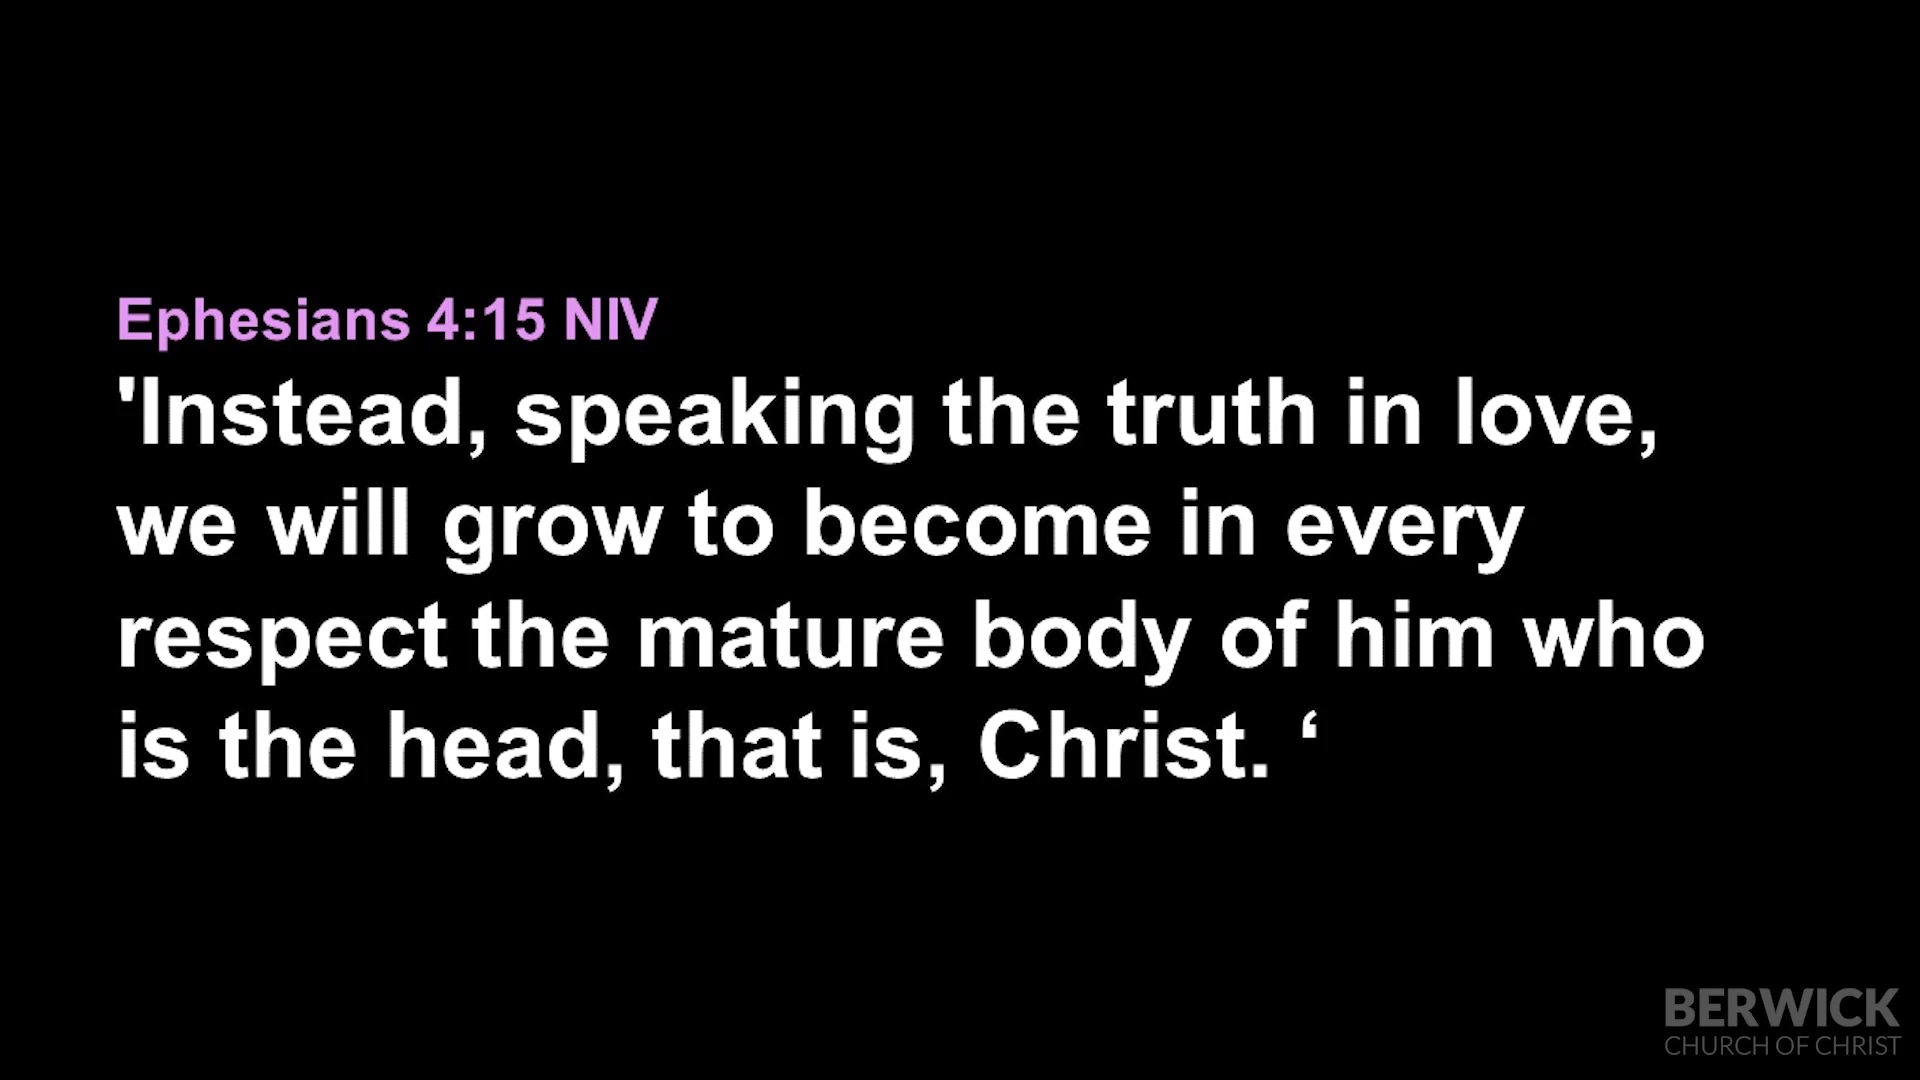 Ephesians 4:15 NIV
'Instead, speaking the truth in love,
we will grow to become in every
respect the mature body of him who
is the head, that is, Christ. ‘
BERWICK
CHURCH OF CHRIST